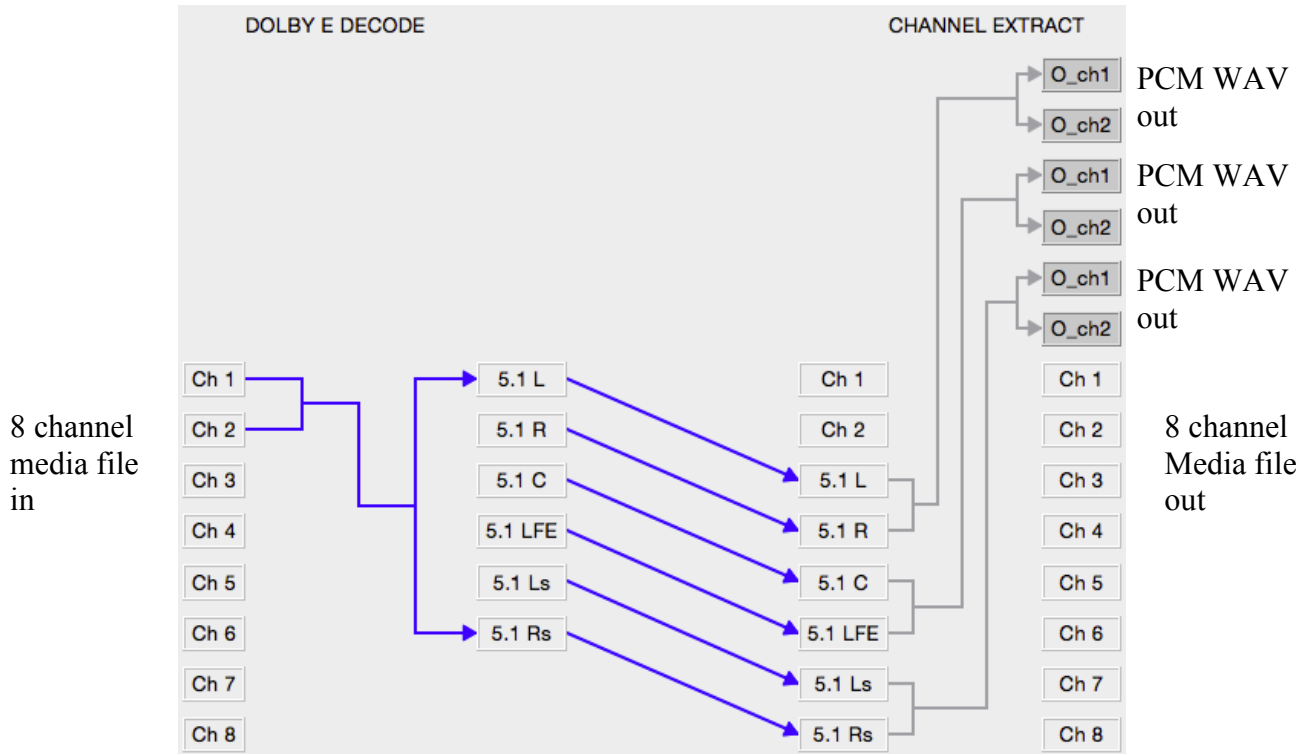 DOLBY E DECODE
CHANNEL EXTRACT
O_ch1
O_ch2
PCM WAV
out
O_ch1
O_ch2
PCM WAV
out
O_ch1
O_ch2
PCM WAV
out
8 channel
media file
in
Ch 1
Ch 2
Ch 3
Ch 4
Ch 5
Ch 6
Ch 7
Ch 8
5.1 L
5.1 R
5.1 C
5.1 LFE
5.1 Ls
5.1 Rs
Ch 1
Ch 2
5.1 L
5.1 R
5.1 C
5.1 LFE
5.1 Ls
5.1 Rs
Ch 1
Ch 2
Ch 3
Ch 4
Ch 5
Ch 6
Ch 7
Ch 8
8 channel
Media file
out